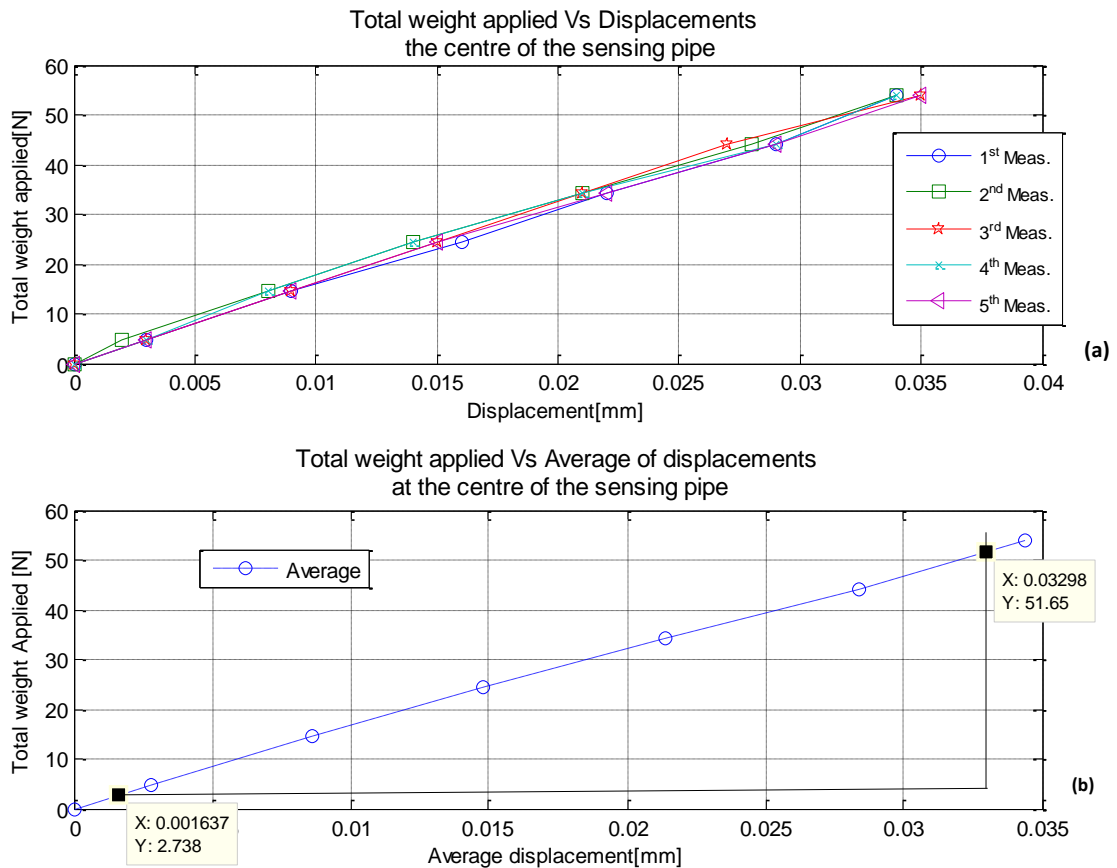 Total weight applied Vs Displacements
the centre of the sensing pipe
60
50
40
30
20
10
0
Total weight applied[N]
0 0.005 0.01 0.015 0.02 0.025 0.03 0.035 0.04
Displacement[mm]
1st Meas.
2nd Meas.
3rd Meas.
4th Meas.
5th Meas.
(a)
Total weight applied Vs Average of displacements
at the centre of the sensing pipe
60
50
40
30
20
10
0
Total weight Applied [N]
Average
X: 0.03298
Y: 51.65
X: 0.001637
Y: 2.738
0 0.01 0.015 0.02 0.025 0.03 0.035
Average displacement[mm]
(b)